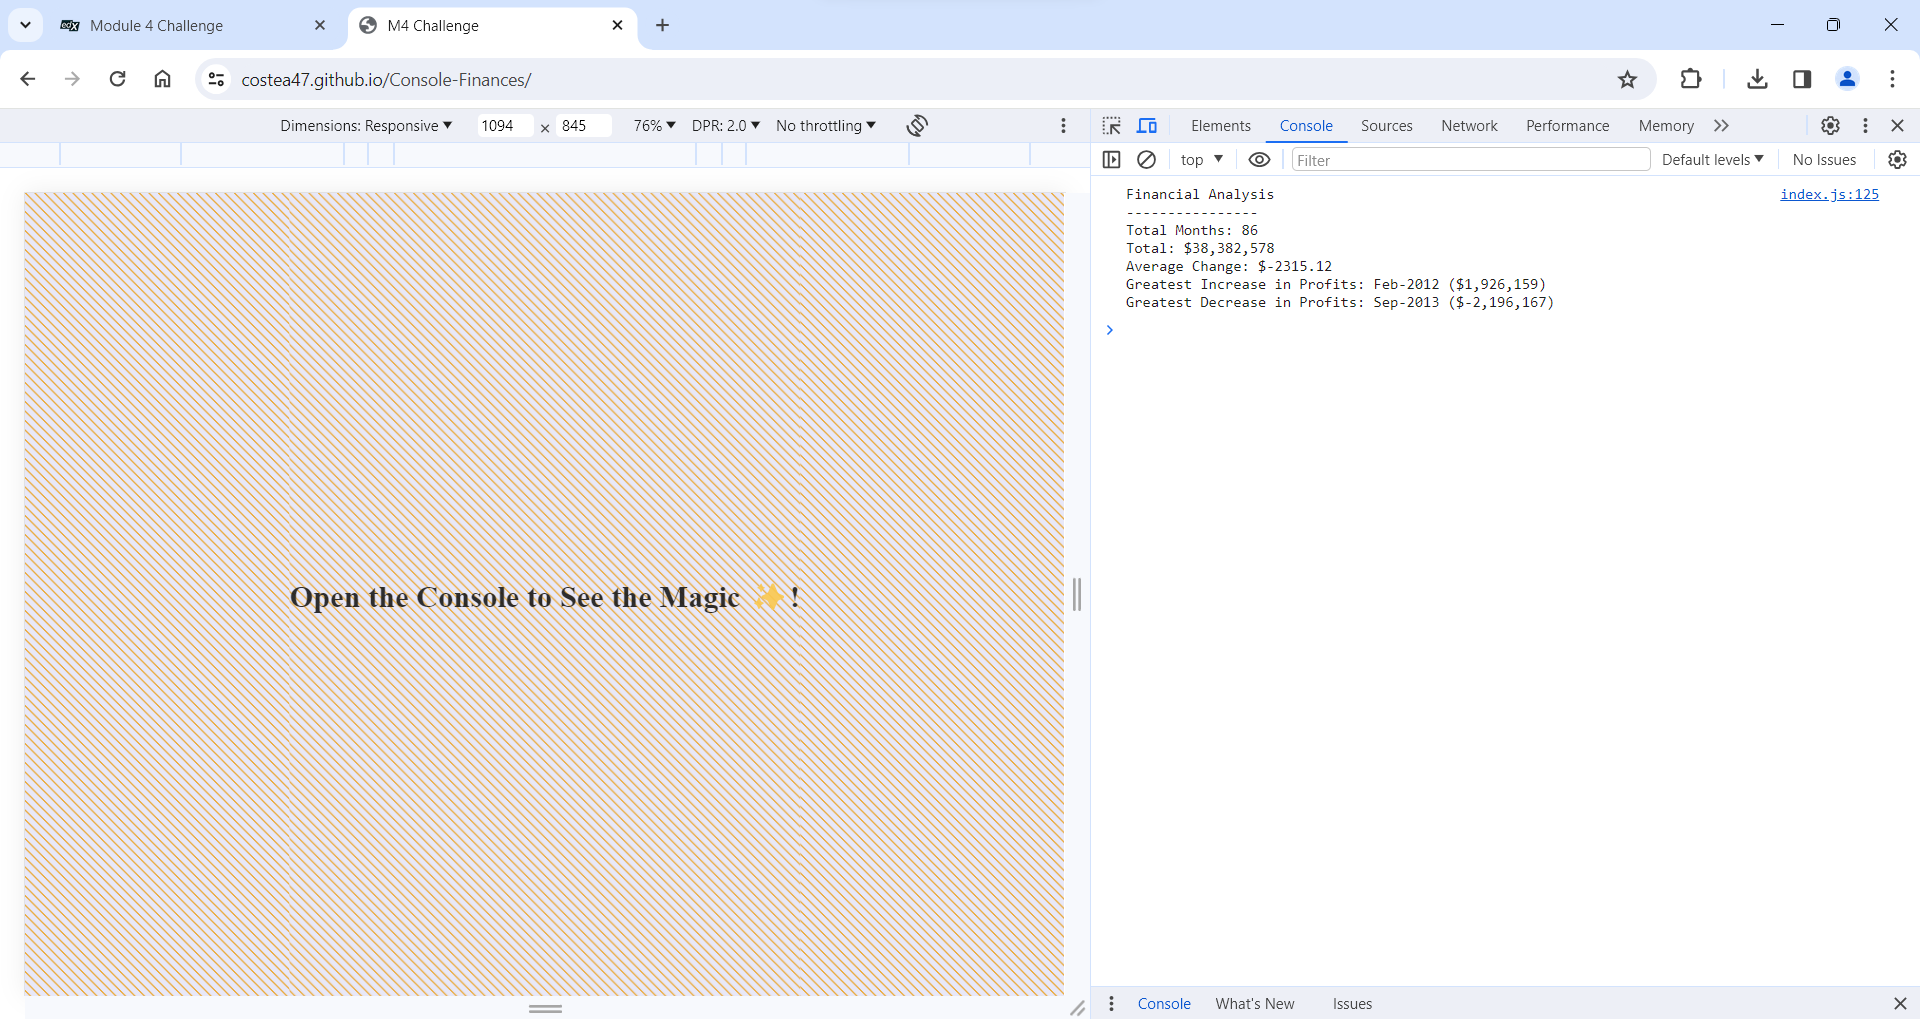 Module 4 Challenge
M4 Challenge
costea47.github.io/Console-Finances/
Dimensions: Responsive 1094 × 845 76% DPR: 2.0 No throttling
Elements Console Sources Network Performance Memory
top Filter Default levels No Issues
Financial Analysis index.js:125
----------------
Total Months: 86
Total: $38,382,578
Average Change: $-2315.12
Greatest Increase in Profits: Feb-2012 ($1,926,159)
Greatest Decrease in Profits: Sep-2013 ($-2,196,167)
Open the Console to See the Magic ✨!
Console What's New Issues